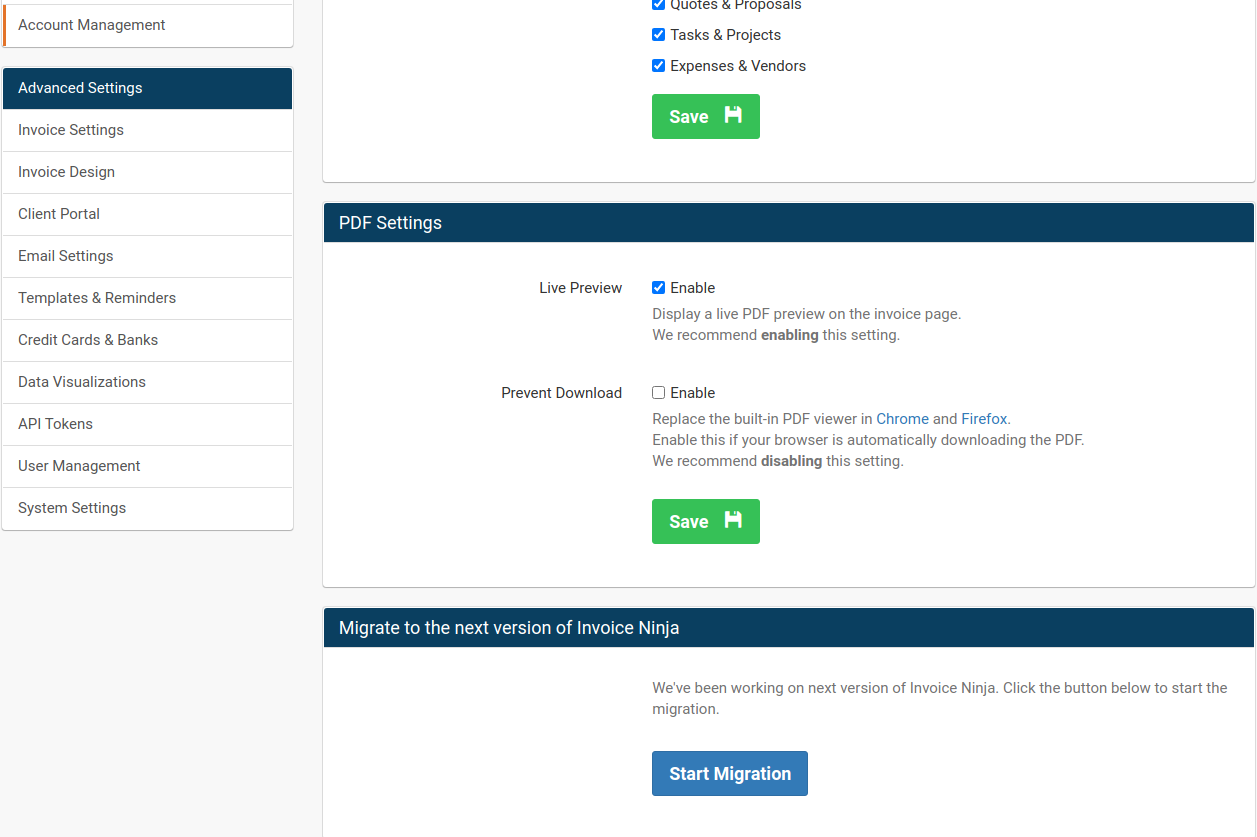 Account Management
Advanced Settings
Invoice Settings
Invoice Design
Client Portal
Email Settings
Templates & Reminders
Credit Cards & Banks
Data Visualizations
API Tokens
User Management
System Settings
Quotes & Proposals
Tasks & Projects
Expenses & Vendors
Save
PDF Settings
Live Preview
Enable
Display a live PDF preview on the invoice page.
We recommend enabling this setting.
Prevent Download
Enable
Replace the built-in PDF viewer in Chrome and Firefox.
Enable this if your browser is automatically downloading the PDF.
We recommend disabling this setting.
Save
Migrate to the next version of Invoice Ninja
We've been working on next version of Invoice Ninja. Click the button below to start the
migration.
Start Migration